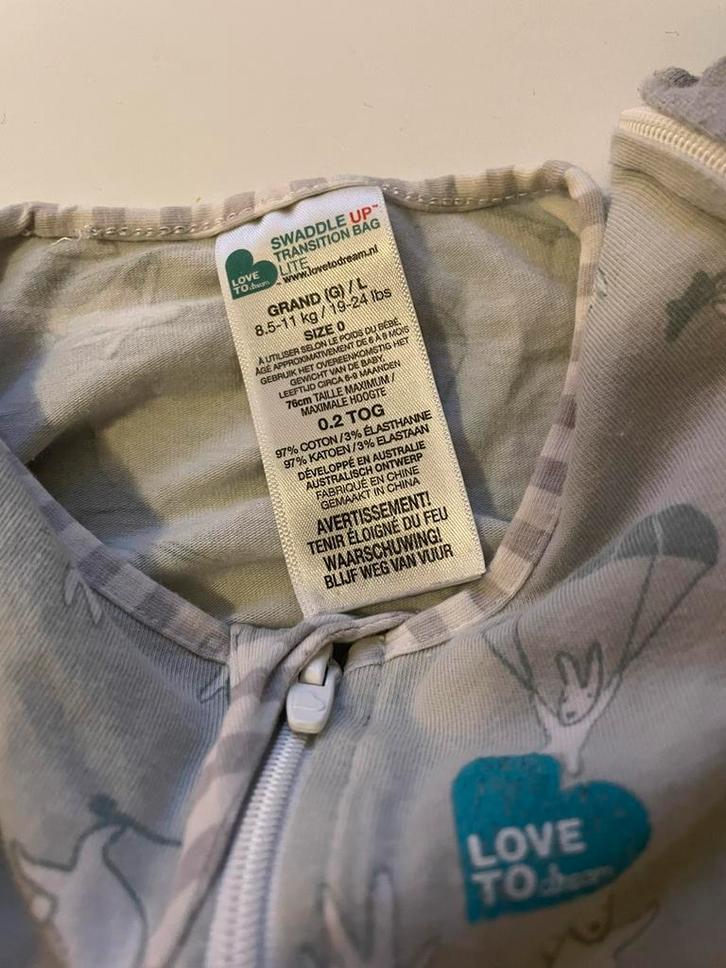 SWADDLE UP™
TRANSITION BAG
LITE
LOVE
TO dream
www.lovetodream.nl
GRAND (G) / L
8.5-11 kg / 19-24 lbs
SIZE 0
À UTILISER SELON LE POIDS DU BÉBÉ,
ÂGÉ APPROXIMATIVEMENT DE 6 À 9 MOIS
GEBRUIK HET OVEREENKOMSTIG HET
GEWICHT VAN DE BABY,
LEEFTIJD CIRCA 6-9 MAANDEN
76cm TAILLE MAXIMUM /
MAXIMALE HOOGTE
0.2 TOG
97% COTON / 3% ÉLASTHANNE
97% KATOEN / 3% ELASTAAN
DÉVELOPPÉ EN AUSTRALIE
AUSTRALISCH ONTWERP
FABRIQUÉ EN CHINE
GEMAAKT IN CHINA
AVERTISSEMENT!
TENIR ÉLOIGNÉ DU FEU
WAARSCHUWING!
BLIJF WEG VAN VUUR
LOVE
TO dream